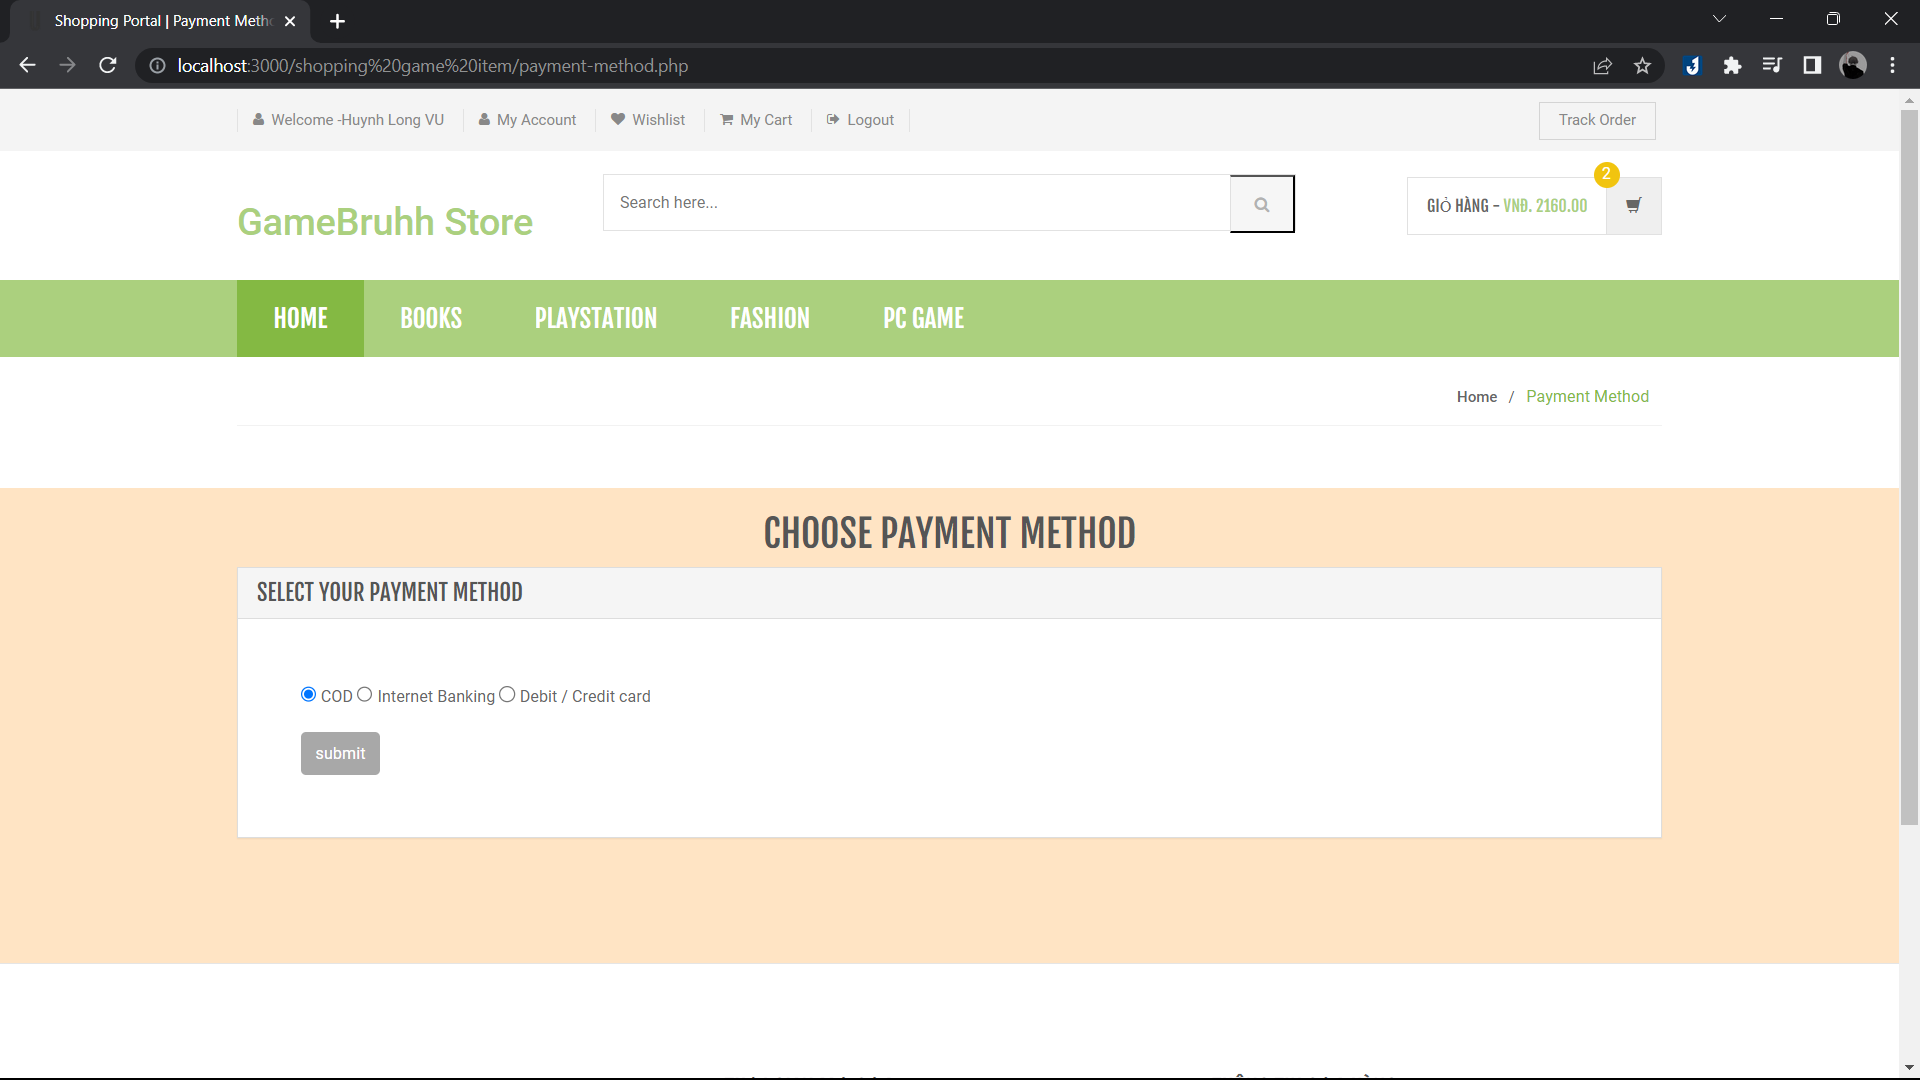 Shopping Portal | Payment Meth
localhost:3000/shopping%20game%20item/payment-method.php
Welcome -Huynh Long VU
My Account
Wishlist
My Cart
Logout
Track Order
GameBruhh Store
Search here...
GIỎ HÀNG - VNĐ. 2160.00
2
HOME
BOOKS
PLAYSTATION
FASHION
PC GAME
Home / Payment Method
CHOOSE PAYMENT METHOD
SELECT YOUR PAYMENT METHOD
COD Internet Banking Debit / Credit card
submit